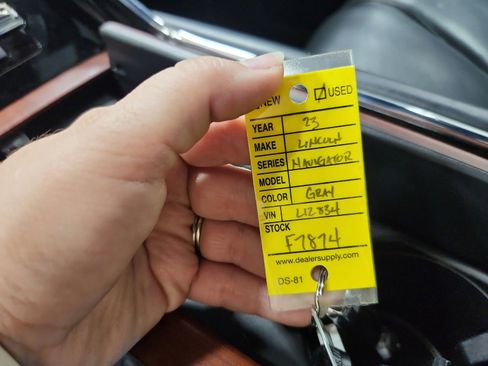 NEW USED
YEAR 23
MAKE LINCOLN
SERIES NAVIGATOR
MODEL
COLOR GRAY
VIN L12834
STOCK
F7874
www.dealersupply.com
DS-81